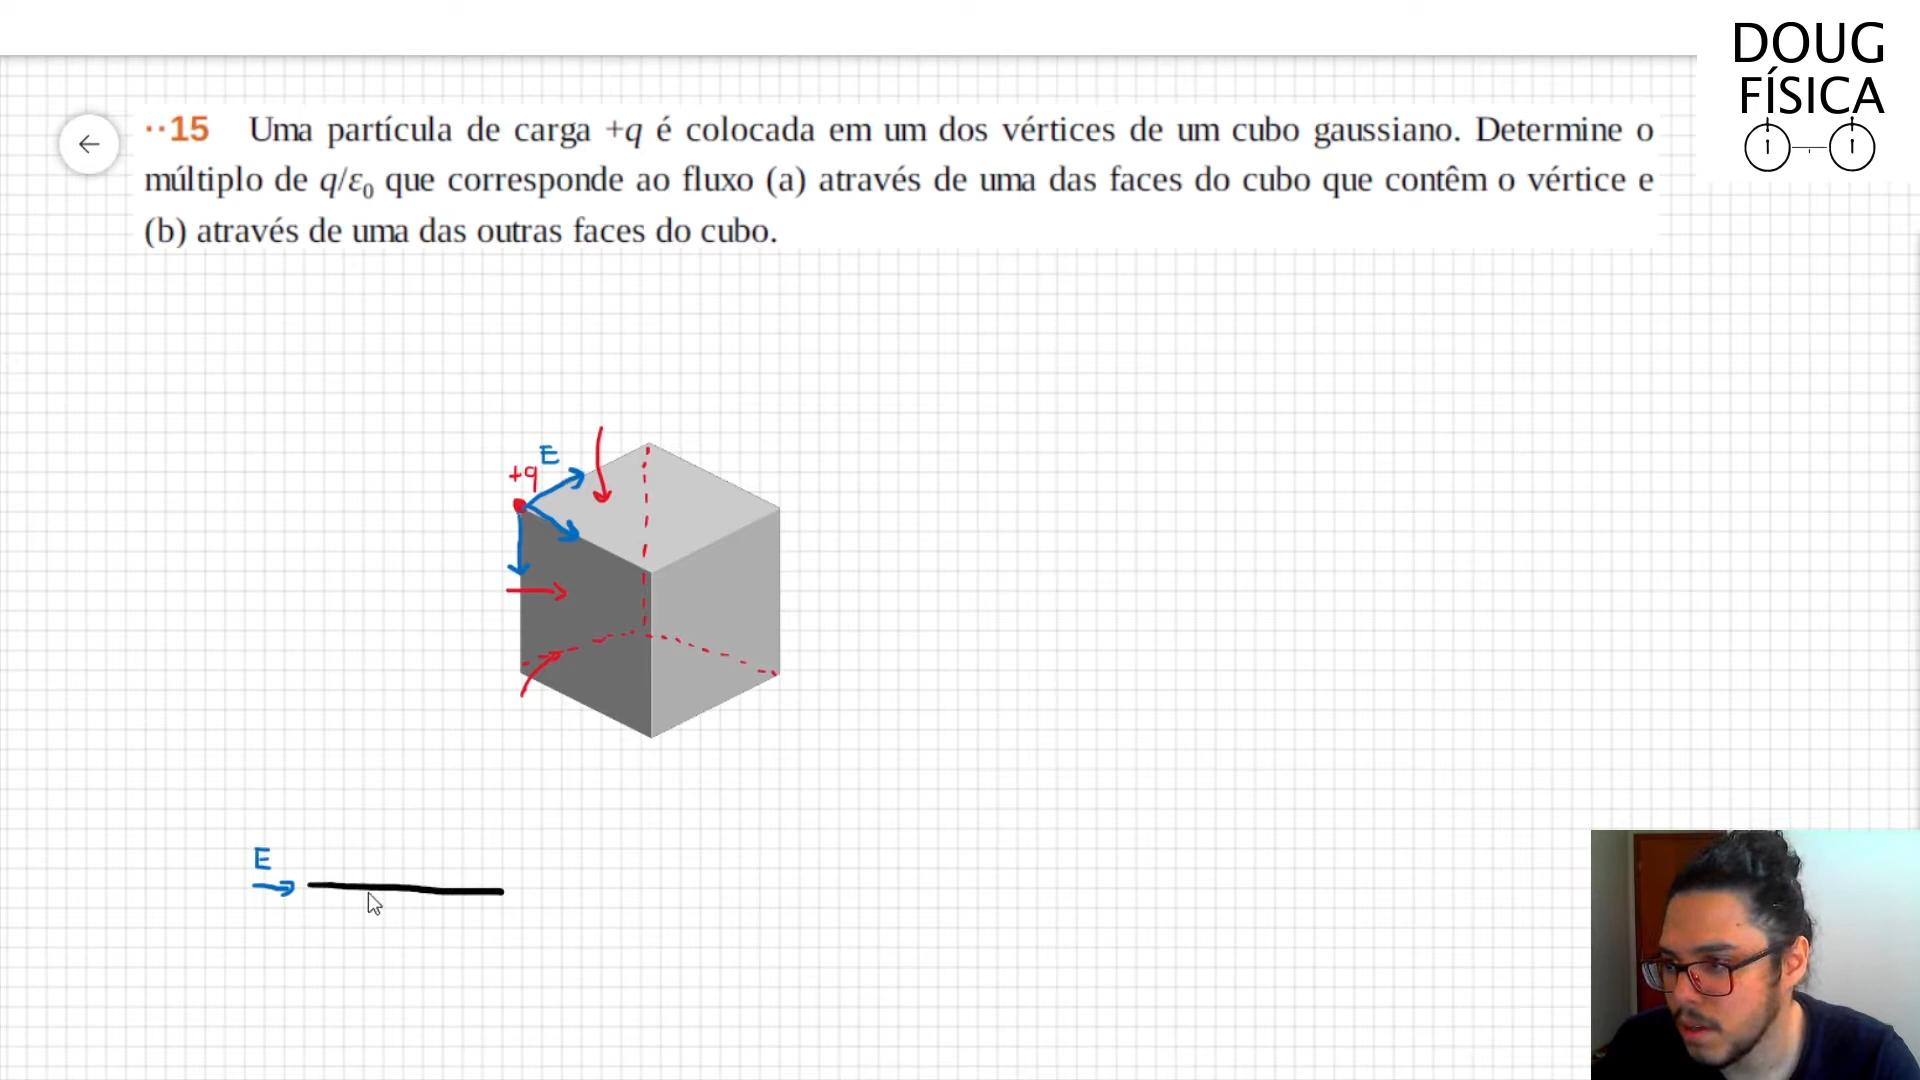 DOUG
FÍSICA
··15 Uma partícula de carga +q é colocada em um dos vértices de um cubo gaussiano. Determine o
múltiplo de q/ε₀ que corresponde ao fluxo (a) através de uma das faces do cubo que contêm o vértice e
(b) através de uma das outras faces do cubo.
E
+q
E